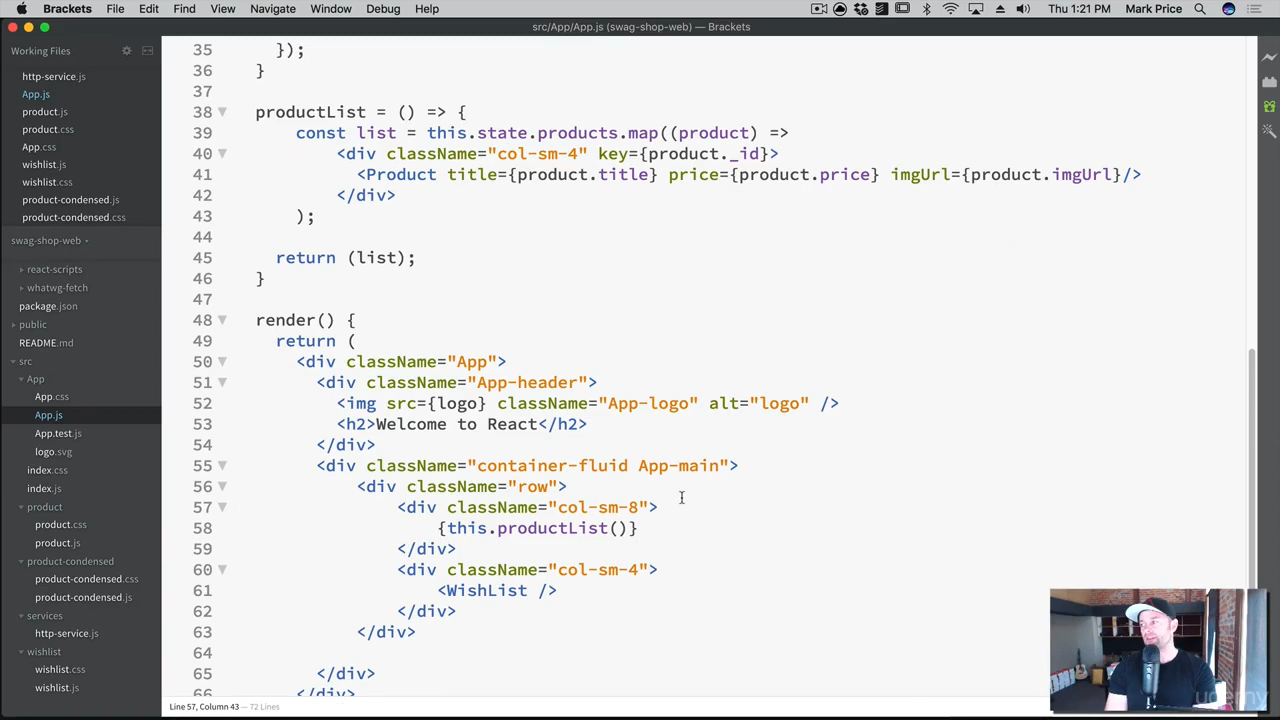 Brackets File Edit Find View Navigate Window Debug Help Thu 1:21 PM Mark Price
src/App/App.js (swag-shop-web) — Brackets
Working Files
http-service.js
App.js
product.js
product.css
App.css
wishlist.js
wishlist.css
product-condensed.js
product-condensed.css
swag-shop-web
react-scripts
whatwg-fetch
package.json
public
README.md
src
App
App.css
App.js
App.test.js
logo.svg
index.css
index.js
product
product.css
product.js
product-condensed
product-condensed.css
product-condensed.js
services
http-service.js
wishlist
wishlist.css
wishlist.js
35 });
36 }
37
38 productList = () => {
39 const list = this.state.products.map((product) =>
40 <div className="col-sm-4" key={product._id}>
41 <Product title={product.title} price={product.price} imgUrl={product.imgUrl}/>
42 </div>
43 );
44
45 return (list);
46 }
47
48 render() {
49 return (
50 <div className="App">
51 <div className="App-header">
52 <img src={logo} className="App-logo" alt="logo" />
53 <h2>Welcome to React</h2>
54 </div>
55 <div className="container-fluid App-main">
56 <div className="row">
57 <div className="col-sm-8">
58 {this.productList()}
59 </div>
60 <div className="col-sm-4">
61 <WishList />
62 </div>
63 </div>
64
65 </div>
66 </div>
Line 57, Column 43 — 72 Lines
udemy